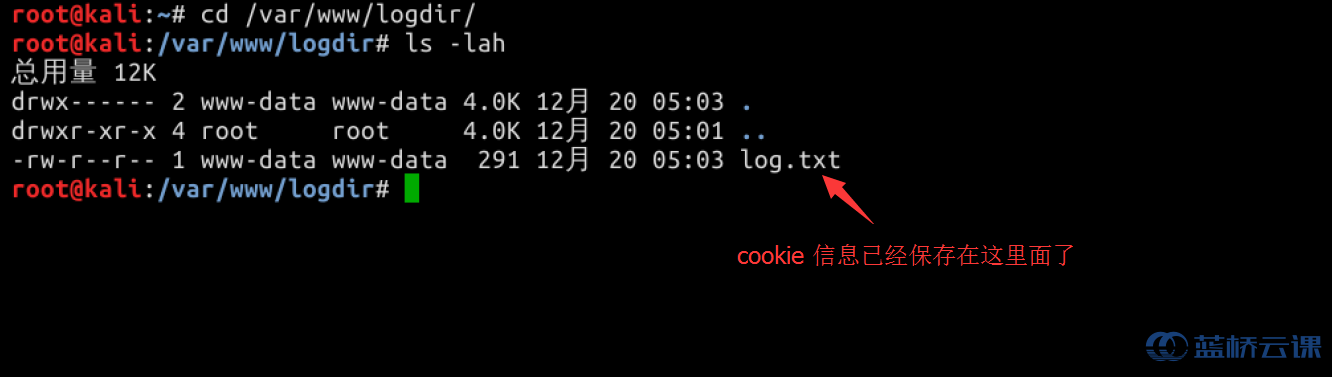 root@kali:~# cd /var/www/logdir/
root@kali:/var/www/logdir# ls -lah
总用量 12K
drwx------ 2 www-data www-data 4.0K 12月 20 05:03 .
drwxr-xr-x 4 root     root     4.0K 12月 20 05:01 ..
-rw-r--r-- 1 www-data www-data  291 12月 20 05:03 log.txt
root@kali:/var/www/logdir#
cookie 信息已经保存在这里面了
蓝桥云课